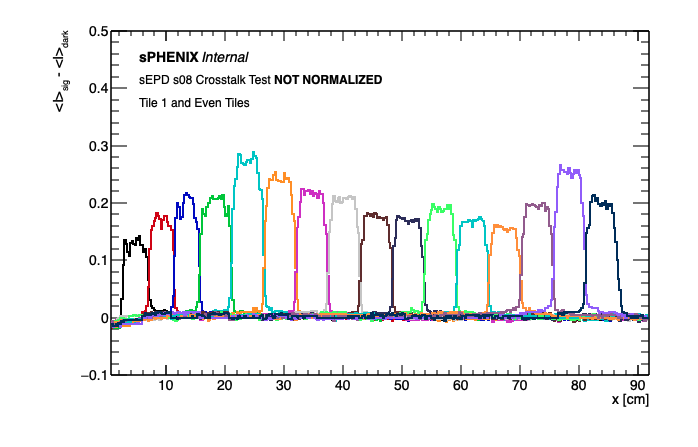 0.5
sPHENIX Internal
sEPD s08 Crosstalk Test NOT NORMALIZED
Tile 1 and Even Tiles
<I>sig - <I>dark
0.4
0.3
0.2
0.1
0
−0.1
10 20 30 40 50 60 70 80 90
x [cm]